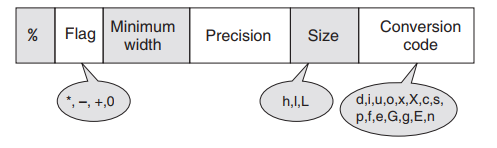 %
Flag
Minimum
width
Precision
Size
Conversion
code
*, –, +,0
h,l,L
d,i,u,o,x,X,c,s,
p,f,e,G,g,E,n